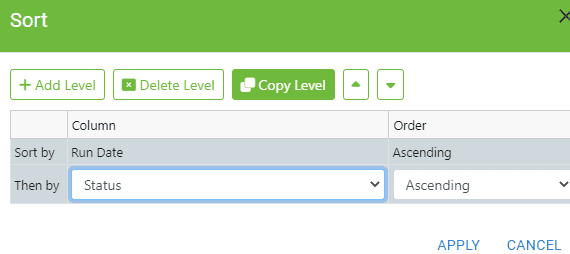 Sort
Add Level Delete Level Copy Level
Column Order
Sort by Run Date Ascending
Then by Status Ascending
APPLY CANCEL